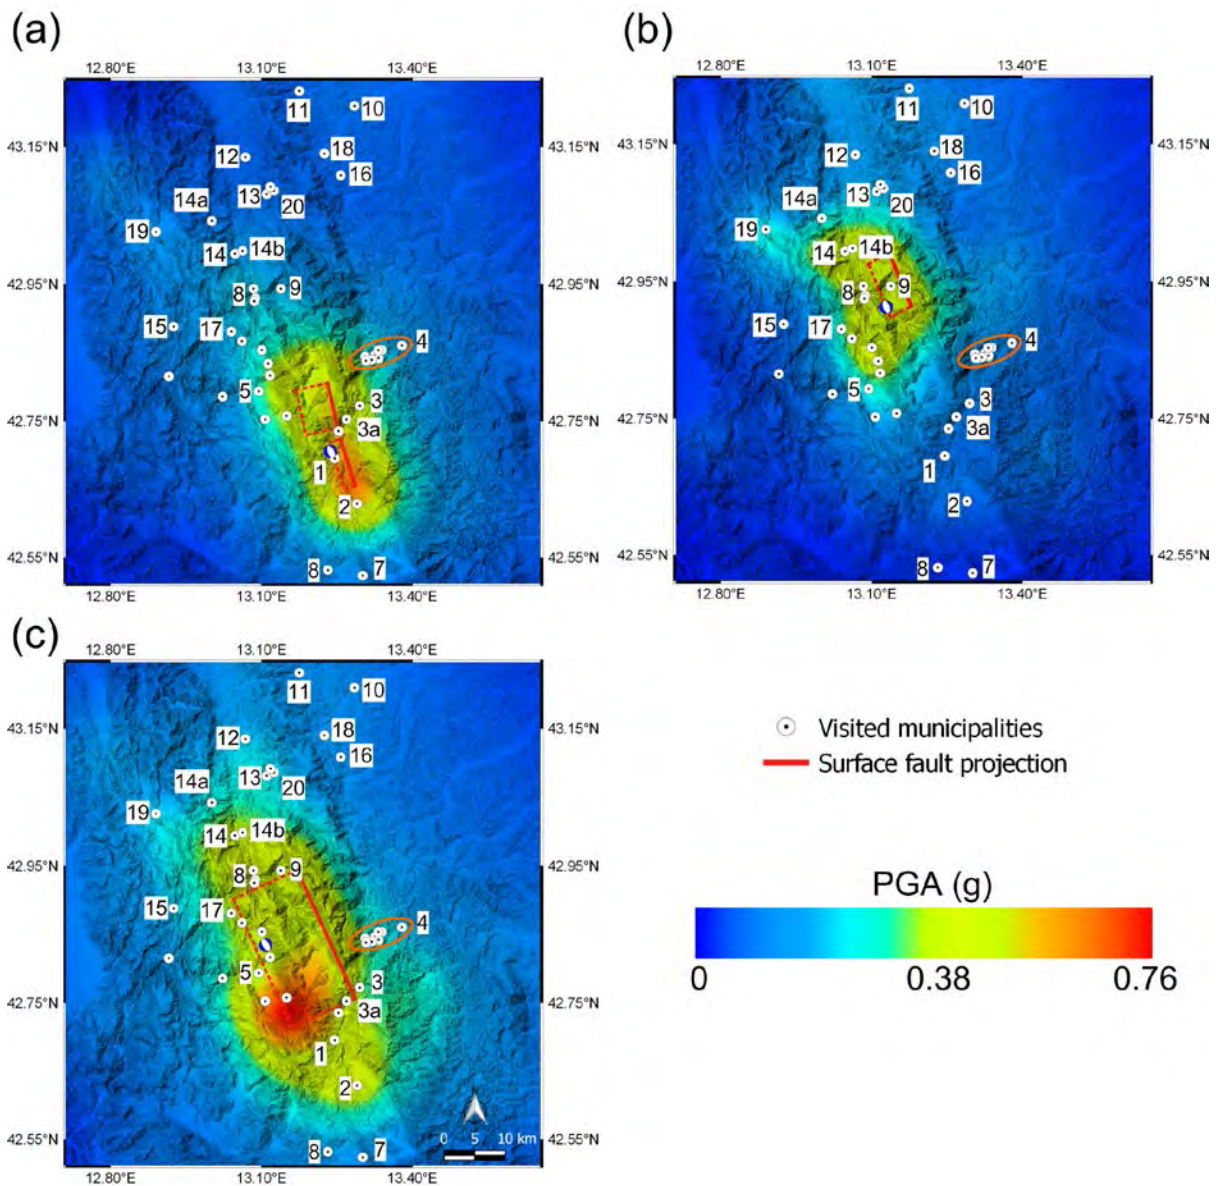 (a)
12.80°E 13.10°E 13.40°E
11 10
43.15°N
12 18
16
14a 13 20
19
14 14b
42.95°N
8 9
15 17
4
5 3
42.75°N
3a
1
2
42.55°N
8 7
12.80°E 13.10°E 13.40°E
(b)
12.80°E 13.10°E 13.40°E
11 10
43.15°N 43.15°N
12 18
16
14a 13 20
19
14 14b
42.95°N 42.95°N
8 9
15 17
4
5 3
42.75°N 42.75°N
3a
1
2
42.55°N 42.55°N
8 7
12.80°E 13.10°E 13.40°E
(c)
12.80°E 13.10°E 13.40°E
11 10
43.15°N 43.15°N
12 18
16
14a 13 20
19
14 14b
42.95°N 42.95°N
8 9
15 17
4
5 3
42.75°N 42.75°N
3a
1
2
0 5 10 km
42.55°N 42.55°N
8 7
12.80°E 13.10°E 13.40°E
Visited municipalities
Surface fault projection
PGA (g)
0 0.38 0.76